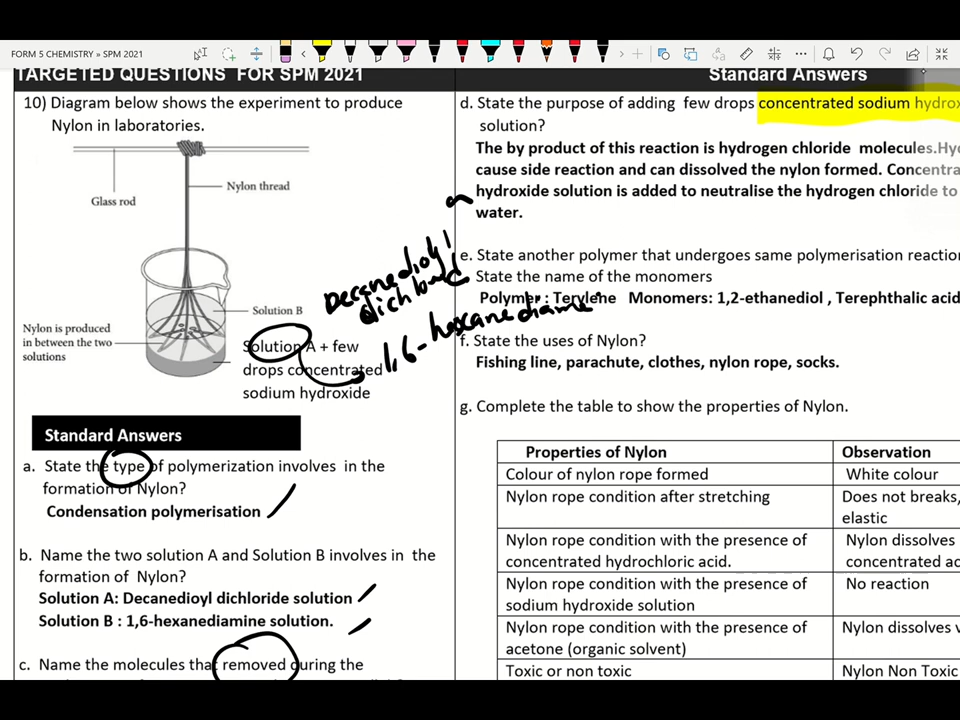 FORM 5 CHEMISTRY » SPM 2021
TARGETED QUESTIONS FOR SPM 2021
Standard Answers
10) Diagram below shows the experiment to produce
Nylon in laboratories.
Glass rod
Nylon thread
Solution B
Nylon is produced
in between the two
solutions
Solution A + few
drops concentrated
sodium hydroxide
Decanedioyl
dichloride
1,6-hexanediamine
Standard Answers
a. State the type of polymerization involves in the
formation of Nylon?
Condensation polymerisation
b. Name the two solution A and Solution B involves in the
formation of Nylon?
Solution A: Decanedioyl dichloride solution
Solution B : 1,6-hexanediamine solution.
c. Name the molecules that removed during the
d. State the purpose of adding few drops concentrated sodium hydrox
solution?
The by product of this reaction is hydrogen chloride molecules.Hy
cause side reaction and can dissolved the nylon formed. Concentra
hydroxide solution is added to neutralise the hydrogen chloride to
water.
e. State another polymer that undergoes same polymerisation reaction
State the name of the monomers
Polymer : Terylene Monomers: 1,2-ethanediol , Terephthalic acid
f. State the uses of Nylon?
Fishing line, parachute, clothes, nylon rope, socks.
g. Complete the table to show the properties of Nylon.
Properties of Nylon Observation
Colour of nylon rope formed White colour
Nylon rope condition after stretching Does not breaks,
elastic
Nylon rope condition with the presence of Nylon dissolves
concentrated hydrochloric acid. concentrated ac
Nylon rope condition with the presence of No reaction
sodium hydroxide solution
Nylon rope condition with the presence of Nylon dissolves v
acetone (organic solvent)
Toxic or non toxic Nylon Non Toxic